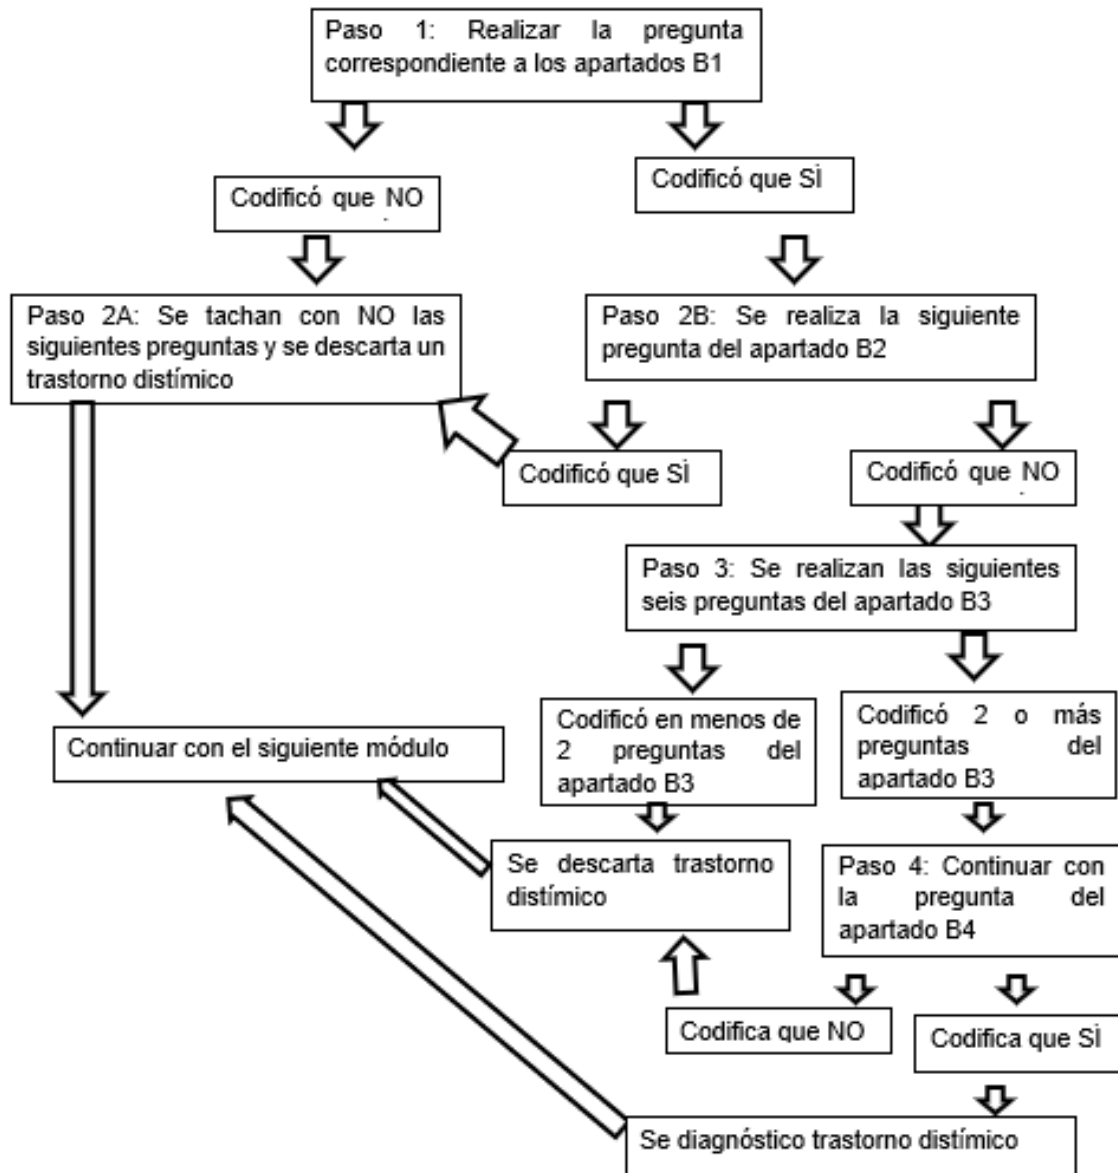 Paso 1: Realizar la pregunta
correspondiente a los apartados B1
Codificó que NO
Codificó que SÌ
Paso 2A: Se tachan con NO las
siguientes preguntas y se descarta un
trastorno distímico
Paso 2B: Se realiza la siguiente
pregunta del apartado B2
Codificó que SÌ
Codificó que NO
Paso 3: Se realizan las siguientes
seis preguntas del apartado B3
Continuar con el siguiente módulo
Codificó en menos de
2 preguntas del
apartado B3
Codificó 2 o más
preguntas del
apartado B3
Se descarta trastorno
distímico
Paso 4: Continuar con
la pregunta del
apartado B4
Codifica que NO
Codifica que SÌ
Se diagnóstico trastorno distímico